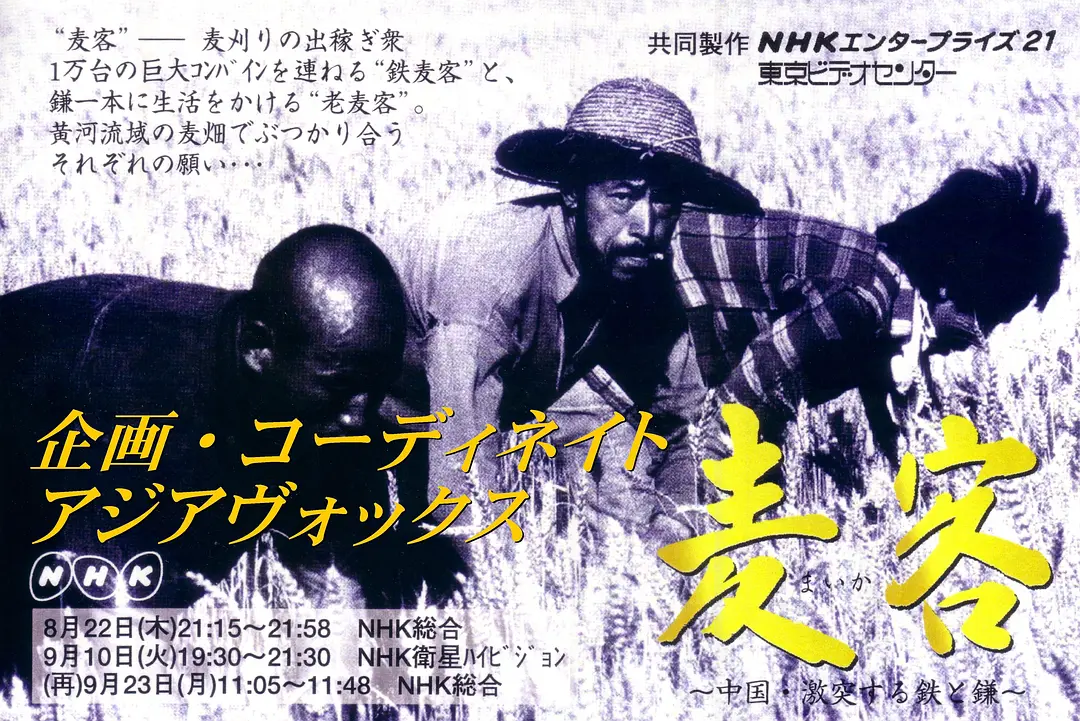 “麦客” ── 麦刈りの出稼ぎ衆
1万台の巨大ｺﾝﾊﾞｲﾝを連ねる“鉄麦客”と、
鎌一本に生活をかける“老麦客”。
黄河流域の麦畑でぶつかり合う
それぞれの願い･･･
共同製作 NHKエンタープライズ21
東京ビデオセンター
企画・コーディネイト
アジアヴォックス
麦客
まいか
～中国・激突する鉄と鎌～
NHK
8月22日(木)21:15～21:58 NHK総合
9月10日(火)19:30～21:30 NHK衛星ﾊｲﾋﾞｼﾞｮﾝ
(再)9月23日(月)11:05～11:48 NHK総合